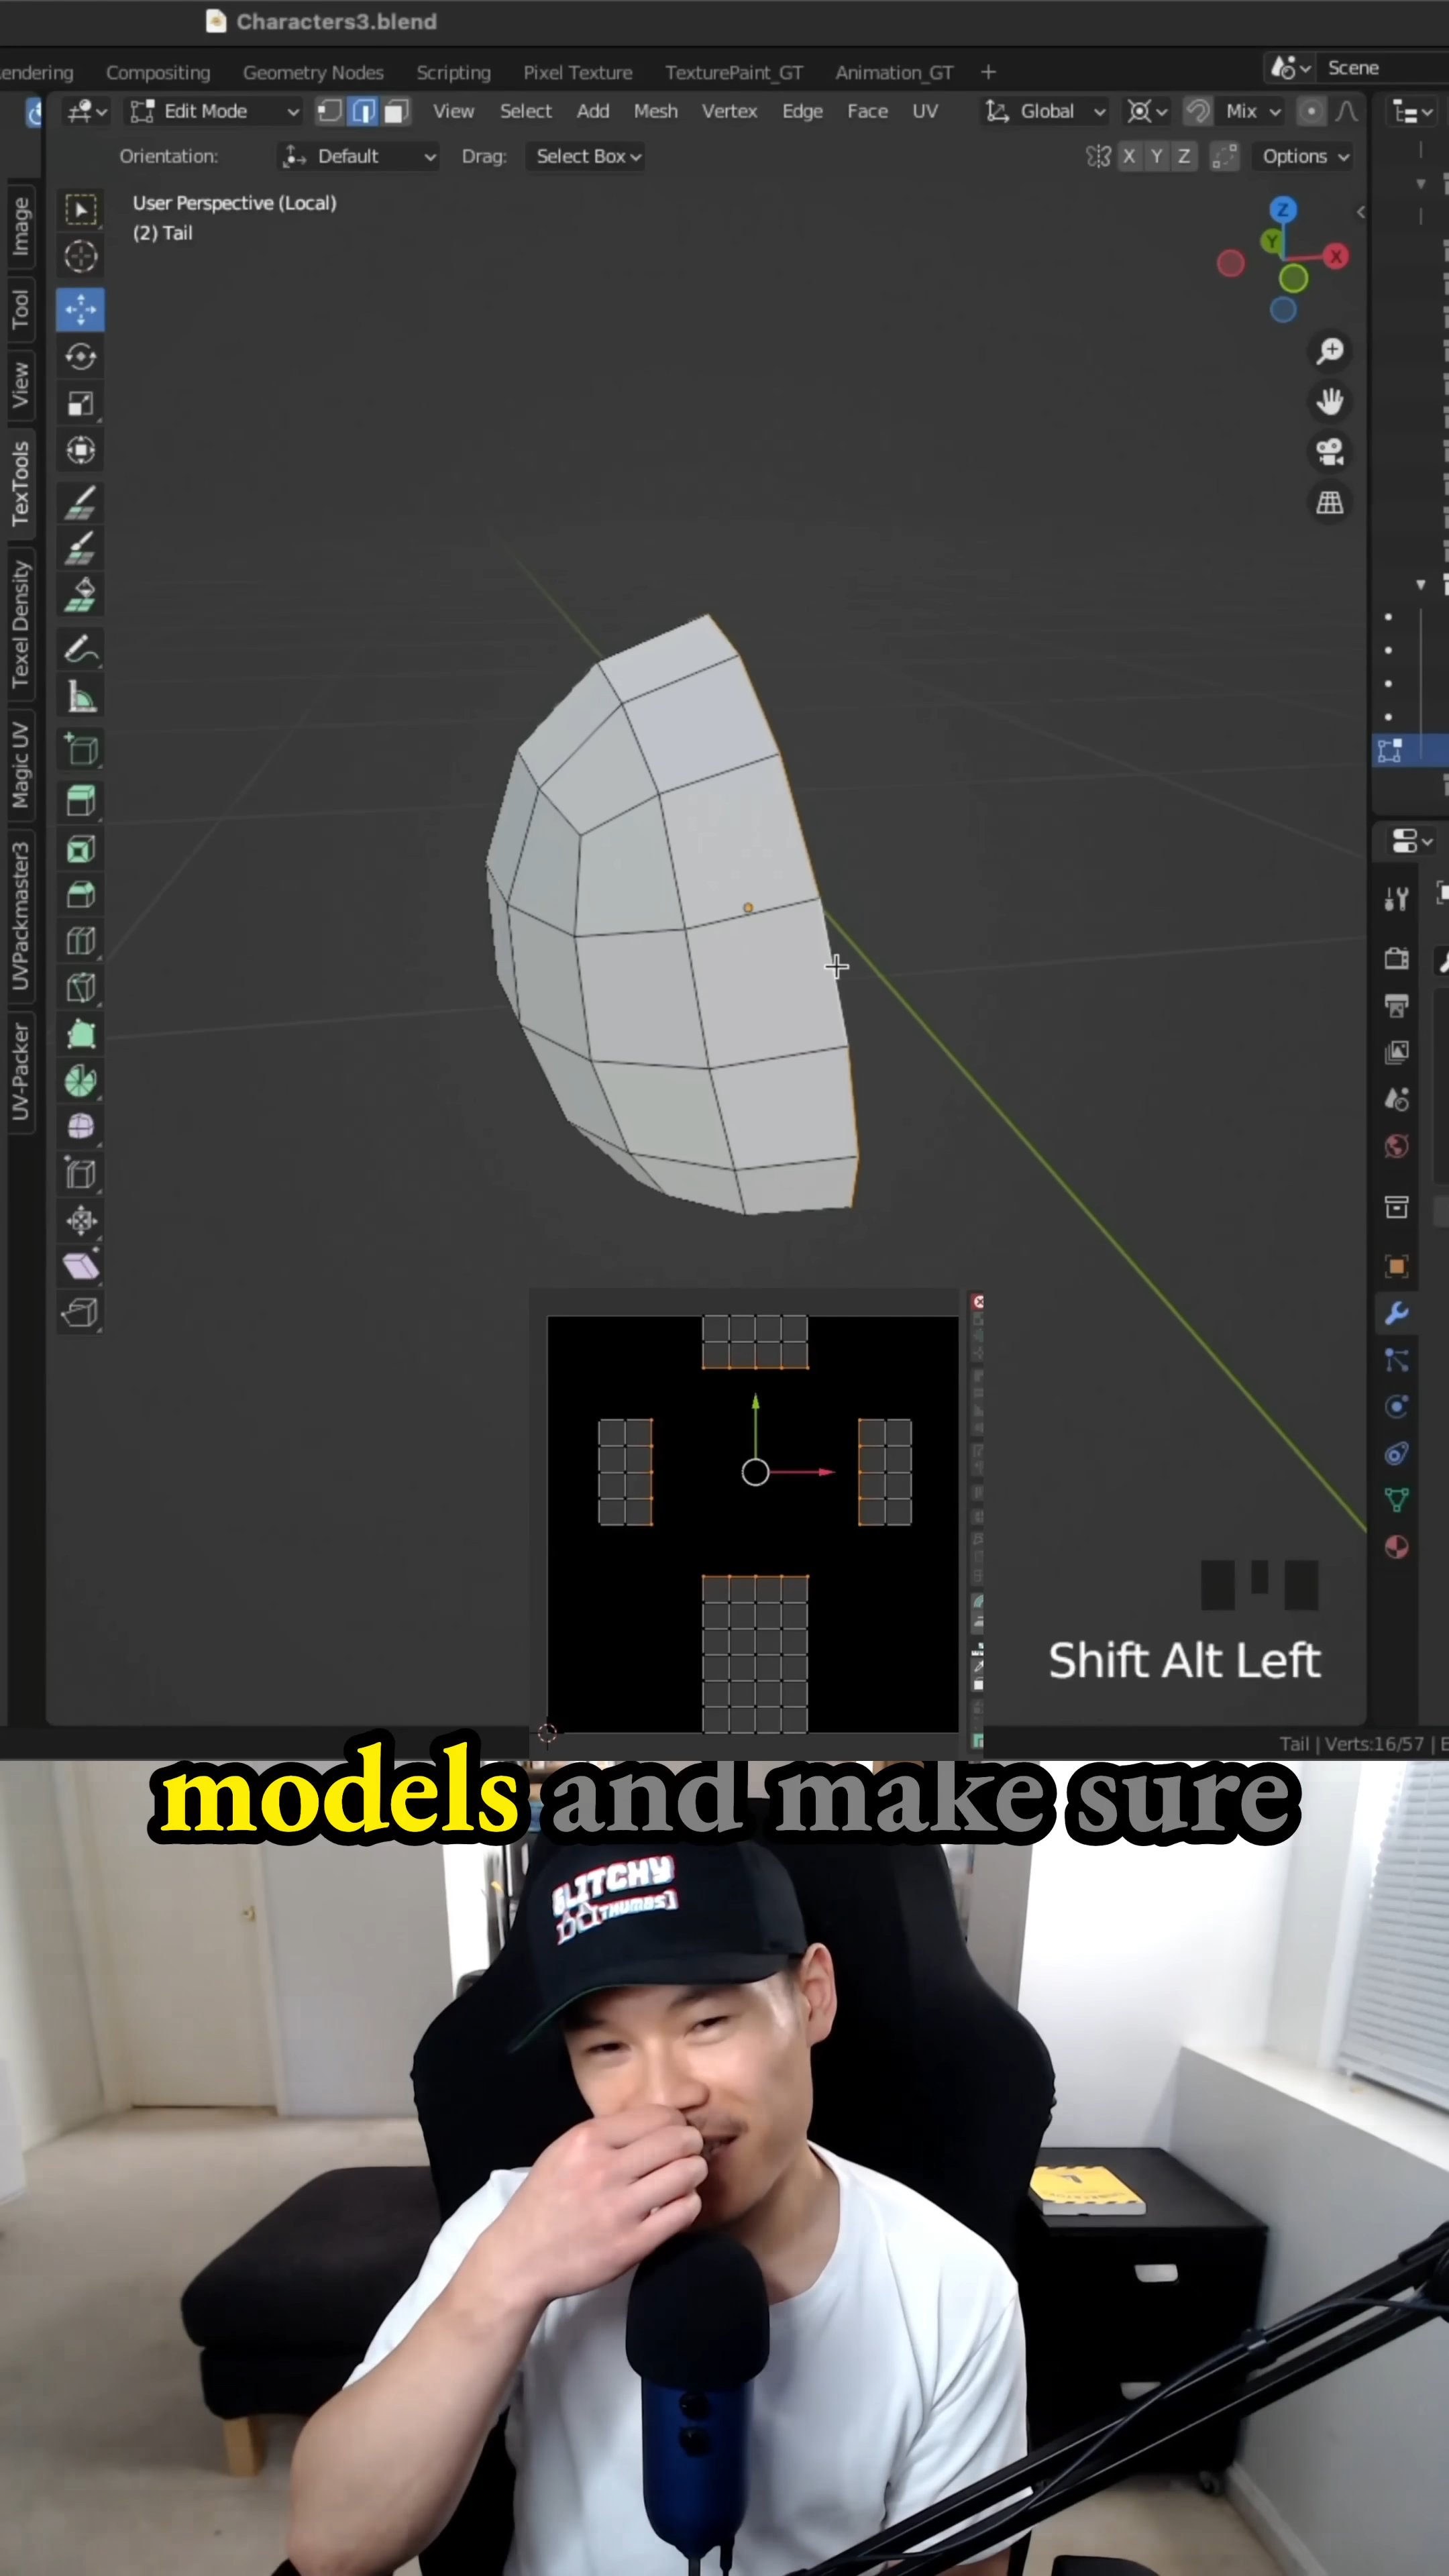 Characters3.blend
endering Compositing Geometry Nodes Scripting Pixel Texture TexturePaint_GT Animation_GT + Scene
Edit Mode View Select Add Mesh Vertex Edge Face UV Global Mix
Orientation: Default Drag: Select Box X Y Z Options
User Perspective (Local)
(2) Tail
Z
Y
X
Image
Tool
View
TexTools
Texel Density
Magic UV
UVPackmaster3
UV-Packer
Shift Alt Left
Tail | Verts:16/57 | E
models and make sure
GLITCHY
THUMBS]